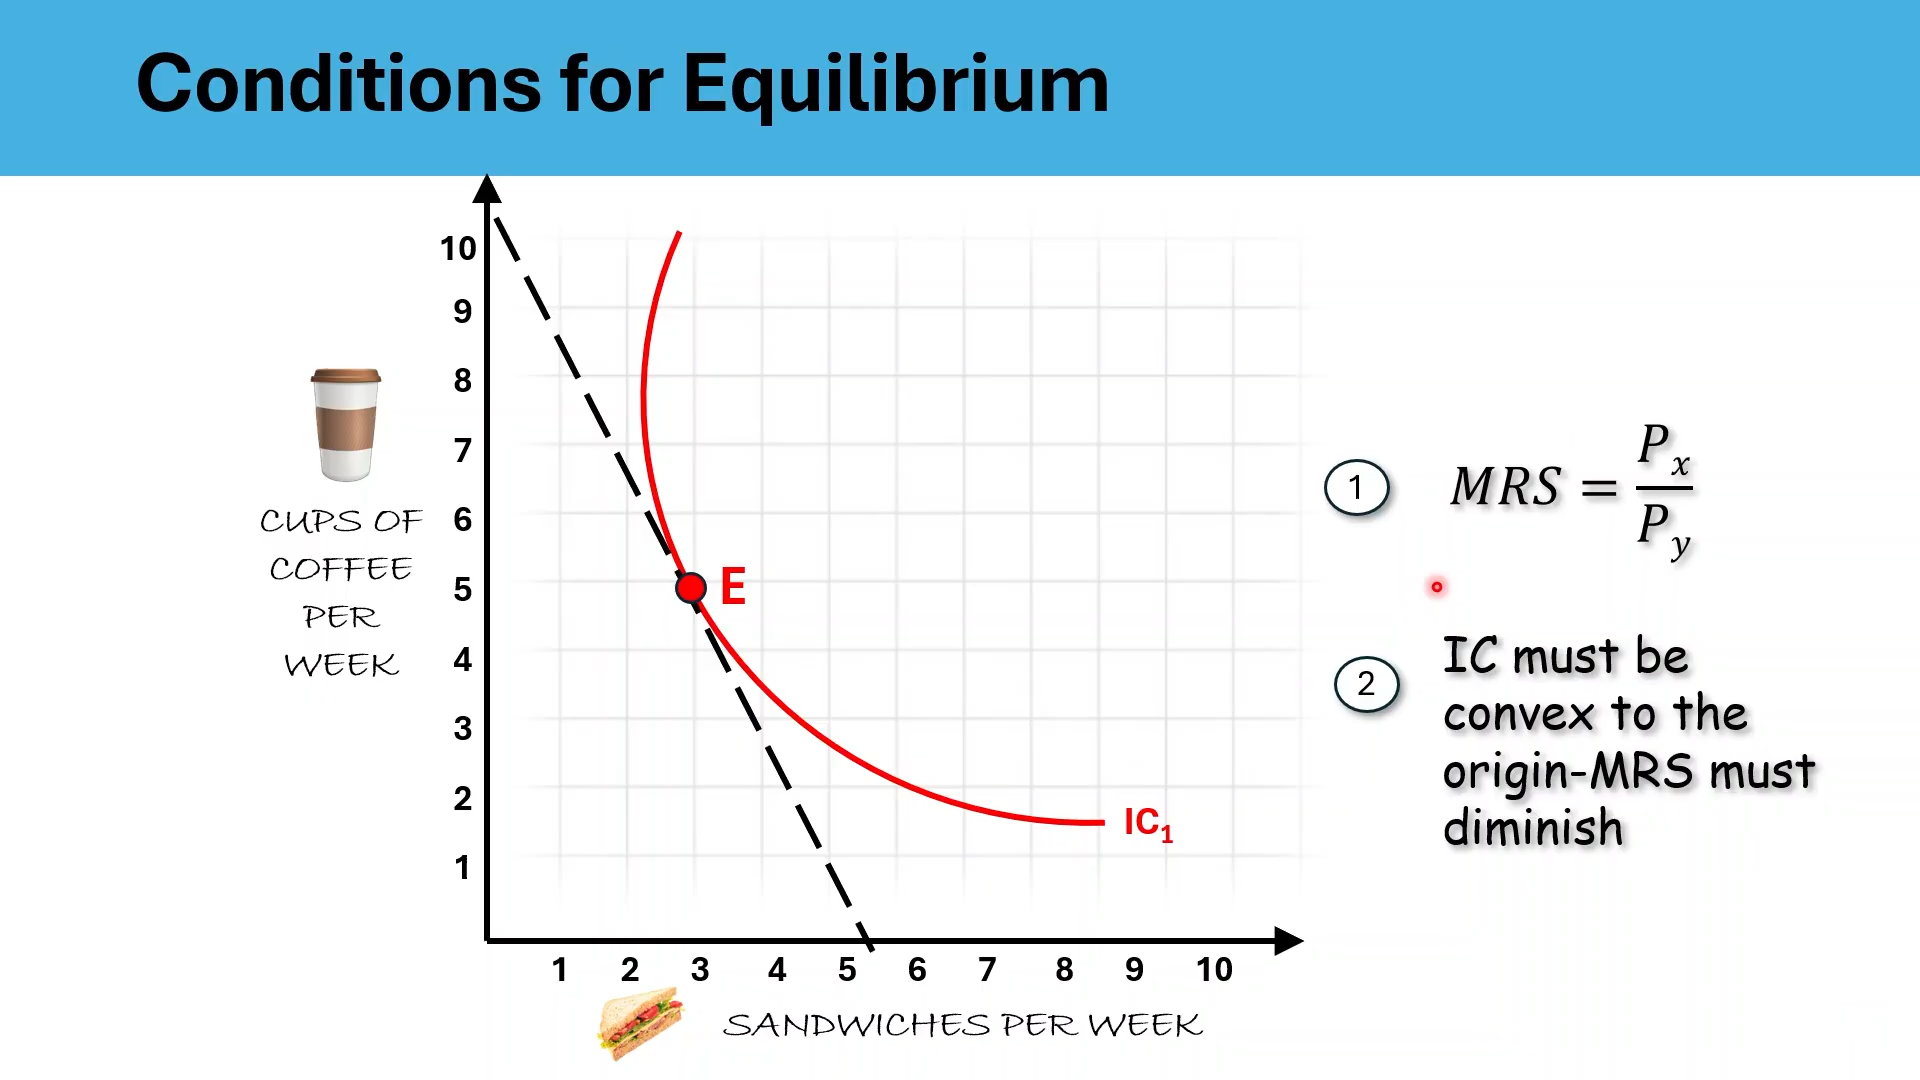 Conditions for Equilibrium
10
9
8
7
6
5
4
3
2
1
CUPS OF
COFFEE
PER
WEEK
E
IC₁
1 2 3 4 5 6 7 8 9 10
SANDWICHES PER WEEK
1
MRS = Pₓ/Pᵧ
2
IC must be
convex to the
origin-MRS must
diminish